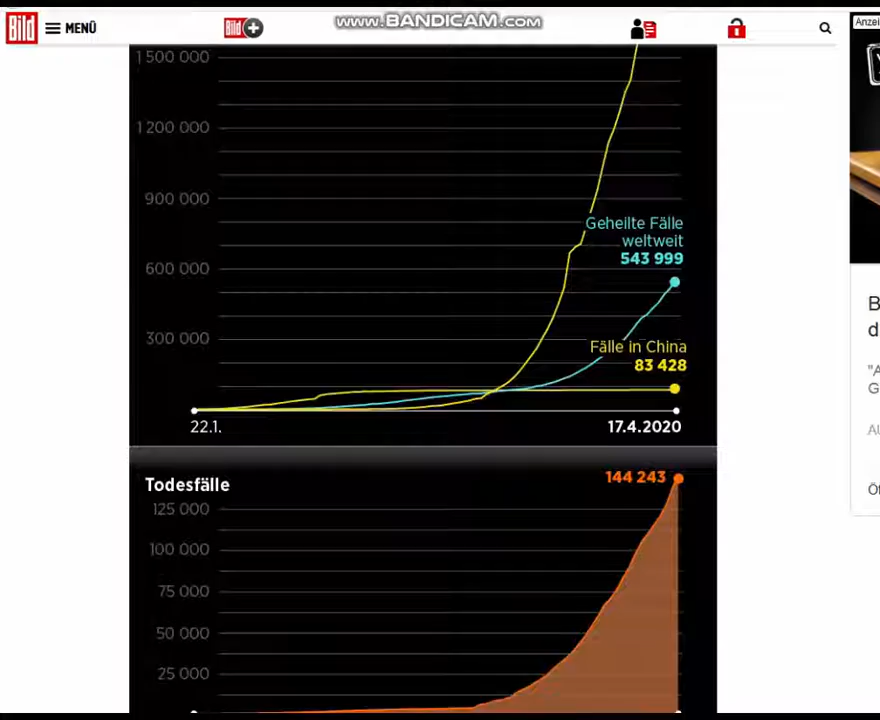 Bild
MENÜ
Bild
www.BANDICAM.com
Anzei
1 500 000
1 200 000
900 000
600 000
300 000
Geheilte Fälle
weltweit
543 999
Fälle in China
83 428
22.1.
17.4.2020
Todesfälle
144 243
125 000
100 000
75 000
50 000
25 000
B
d
"A
G
AU
Öf